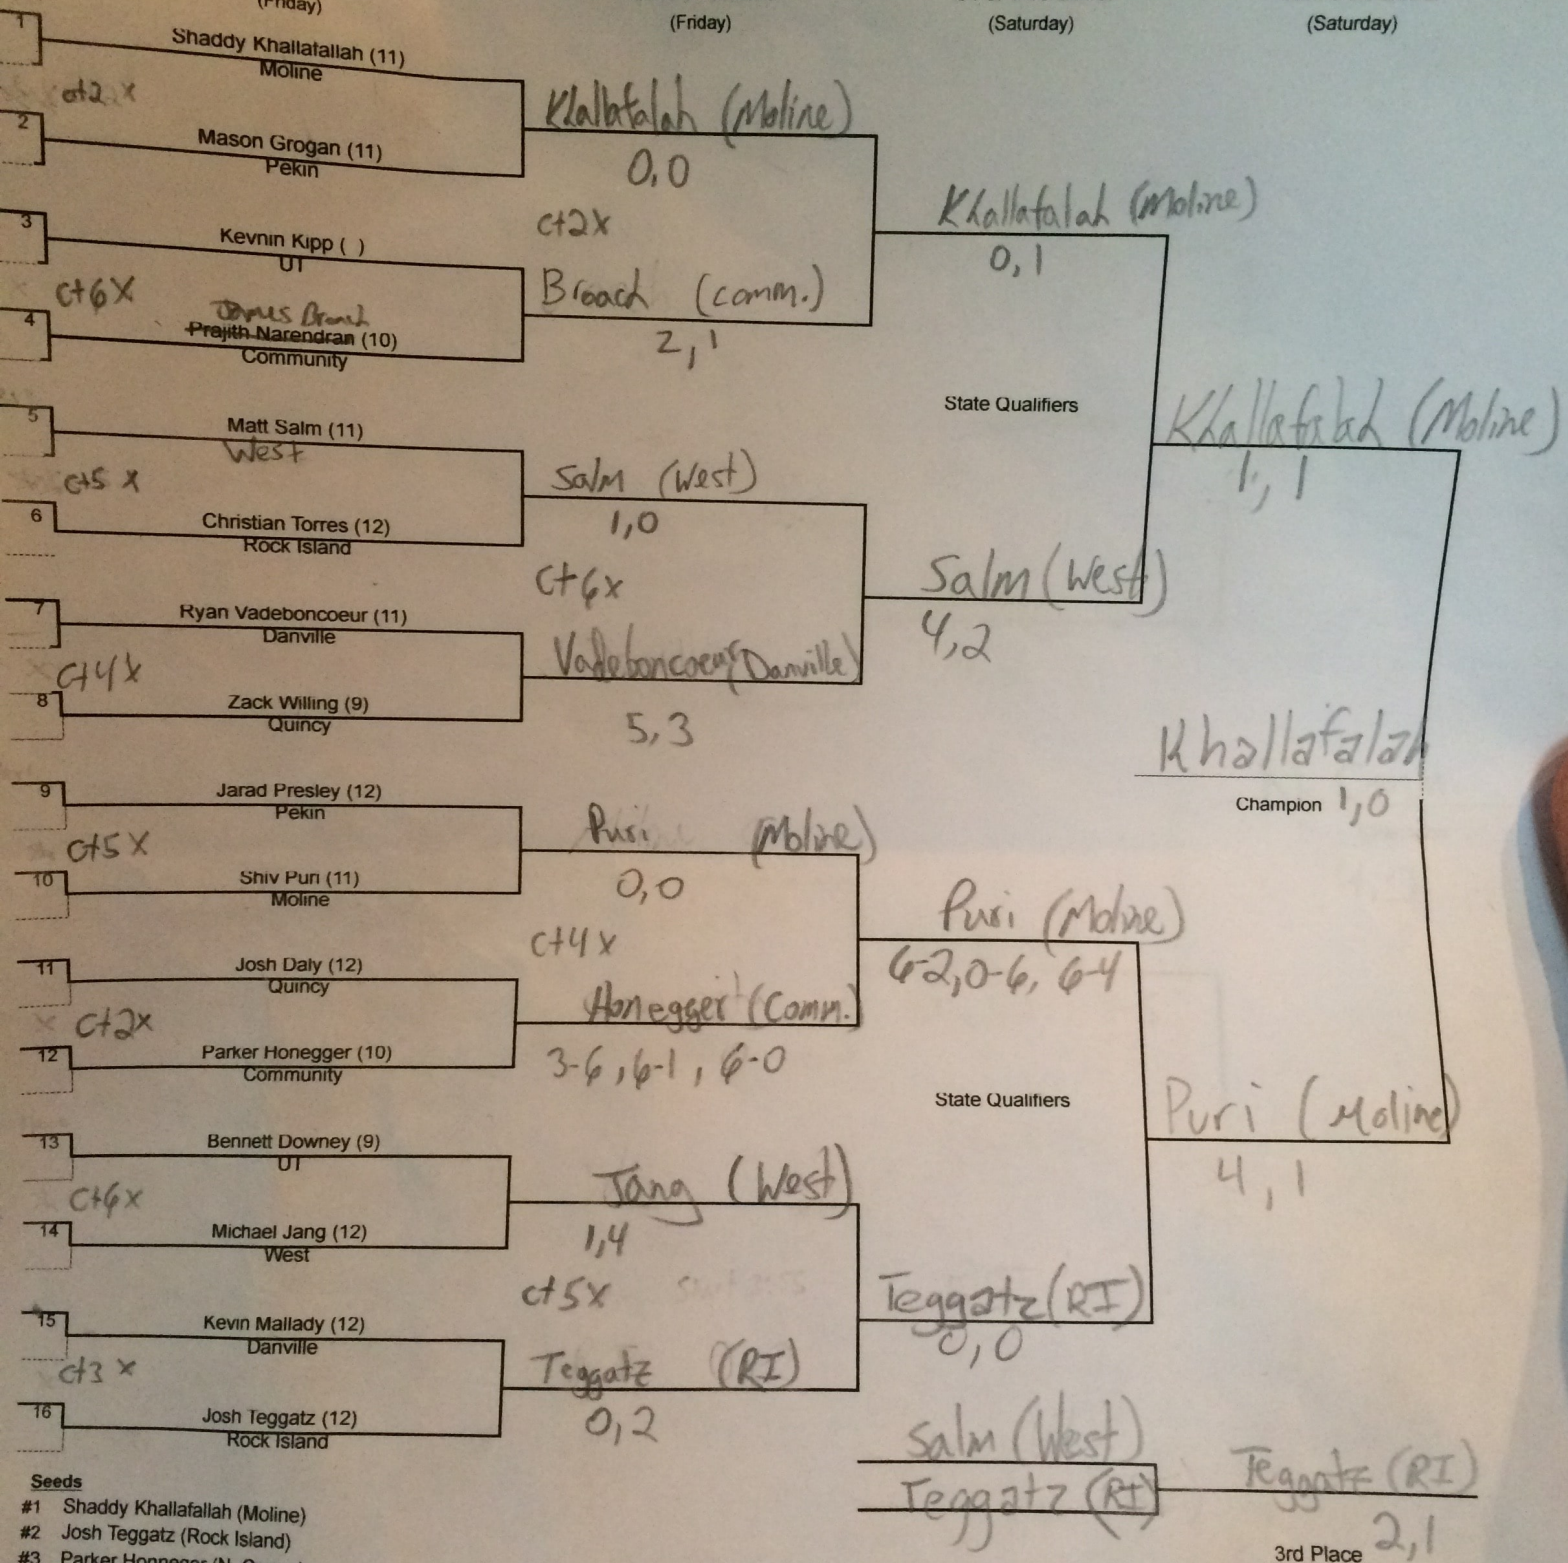 (Friday)
(Friday)
(Saturday)
(Saturday)
1
Shaddy Khallafallah (11)
Moline
ct2 x
Khallafalah (Moline)
0,0
2
Mason Grogan (11)
Pekin
Khallafalah (Moline)
0,1
3
Kevnin Kipp ( )
UT
ct2x
ct6x
Broach (comm.)
2,1
4
James Broach
Prajith Narendran (10)
Community
State Qualifiers
Khallafalah (Moline)
1,1
5
Matt Salm (11)
West
ct5 x
Salm (West)
1,0
6
Christian Torres (12)
Rock Island
ct6x
Salm (West)
4,2
7
Ryan Vadeboncoeur (11)
Danville
ct4x
Vadeboncoeur (Danville)
5,3
8
Zack Willing (9)
Quincy
Khallafalah
Champion 1,0
9
Jarad Presley (12)
Pekin
ct5x
Puri (Moline)
0,0
10
Shiv Puri (11)
Moline
ct4x
Puri (Moline)
6-2,0-6, 6-4
11
Josh Daly (12)
Quincy
ct2x
Honegger (Comm.)
3-6, 6-1, 6-0
12
Parker Honegger (10)
Community
State Qualifiers
Puri (Moline)
4,1
13
Bennett Downey (9)
UT
ct6x
Jang (West)
1,4
14
Michael Jang (12)
West
ct5x
Teggatz (RI)
0,0
15
Kevin Mallady (12)
Danville
ct3 x
Teggatz (RI)
0,2
16
Josh Teggatz (12)
Rock Island
Salm (West)
Teggatz (RI)
Teggatz (RI)
2,1
3rd Place
Seeds
#1 Shaddy Khallafallah (Moline)
#2 Josh Teggatz (Rock Island)
#3 Parker